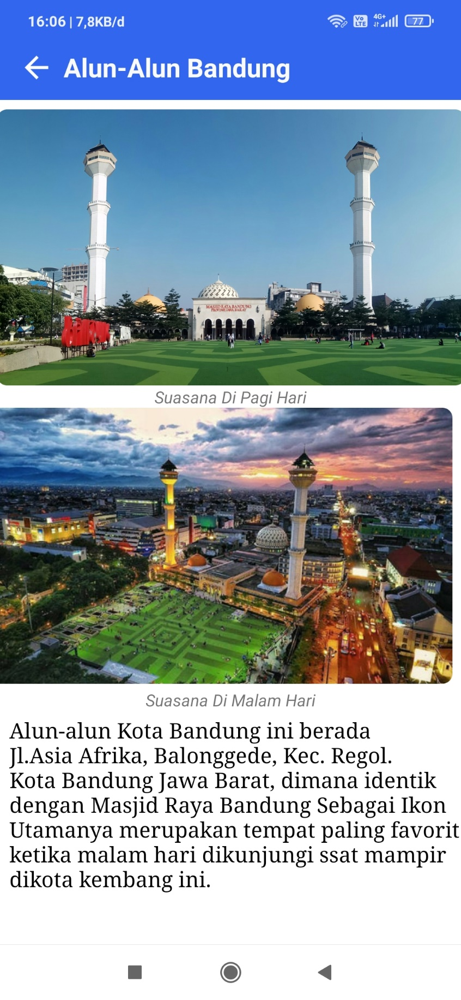 16:06 | 7,8KB/d
Vo LTE
4G+
77
Alun-Alun Bandung
MASJID RAYA BANDUNG
PROVINSI JAWA BARAT
Suasana Di Pagi Hari
Suasana Di Malam Hari
Alun-alun Kota Bandung ini berada
Jl.Asia Afrika, Balonggede, Kec. Regol.
Kota Bandung Jawa Barat, dimana identik
dengan Masjid Raya Bandung Sebagai Ikon
Utamanya merupakan tempat paling favorit
ketika malam hari dikunjungi ssat mampir
dikota kembang ini.